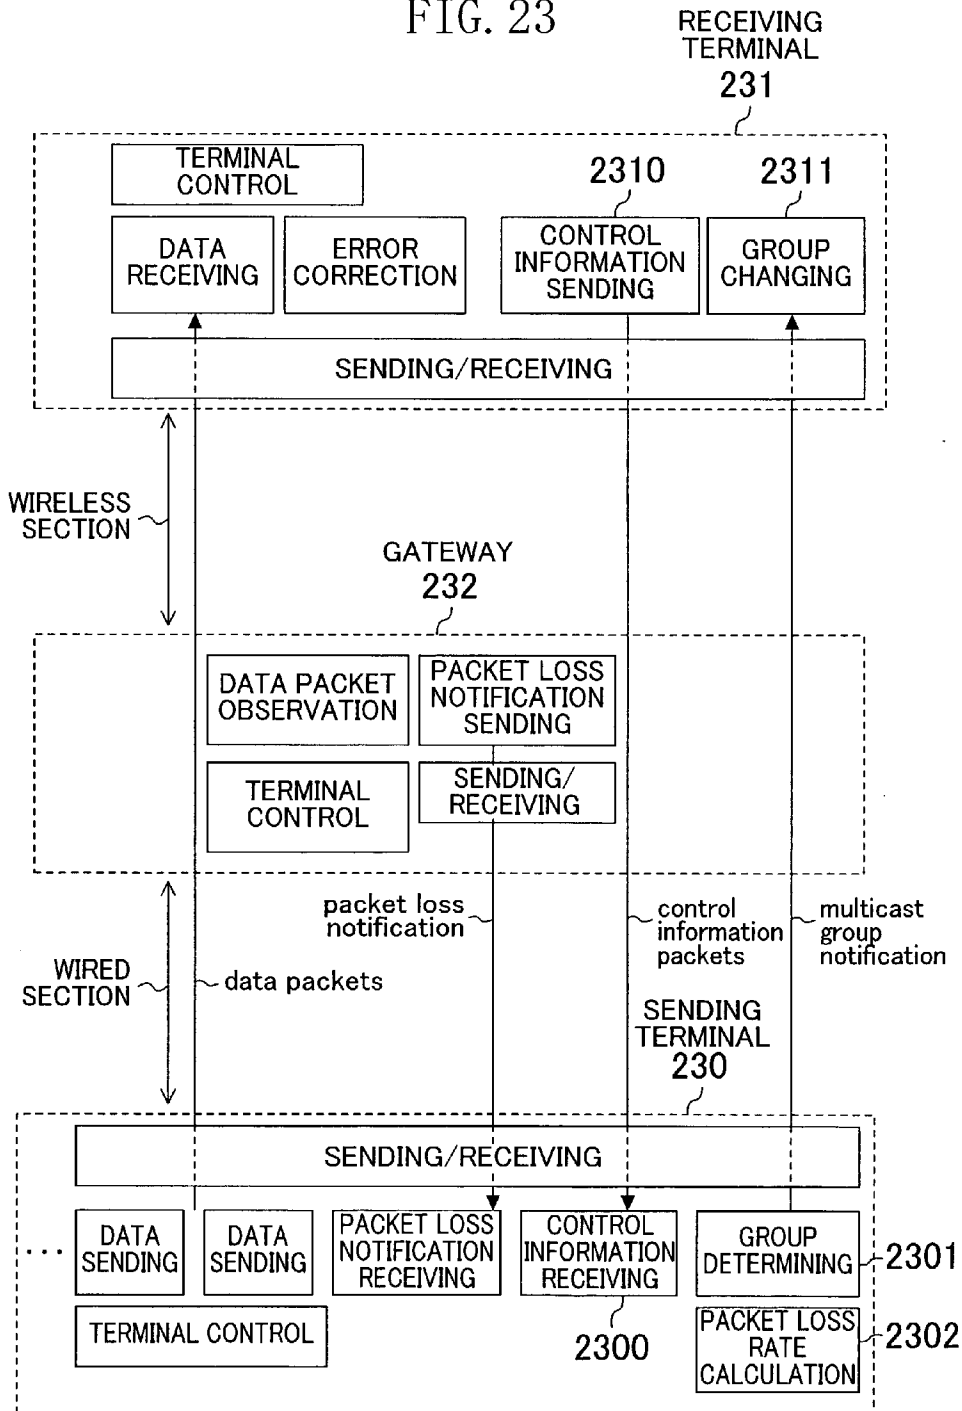 FIG. 23
RECEIVING
TERMINAL
231
TERMINAL
CONTROL
2310
2311
DATA
RECEIVING
ERROR
CORRECTION
CONTROL
INFORMATION
SENDING
GROUP
CHANGING
SENDING/RECEIVING
WIRELESS
SECTION
GATEWAY
232
DATA PACKET
OBSERVATION
PACKET LOSS
NOTIFICATION
SENDING
TERMINAL
CONTROL
SENDING/
RECEIVING
packet loss
notification
control
information
packets
multicast
group
notification
WIRED
SECTION
data packets
SENDING
TERMINAL
230
SENDING/RECEIVING
...
DATA
SENDING
DATA
SENDING
PACKET LOSS
NOTIFICATION
RECEIVING
CONTROL
INFORMATION
RECEIVING
GROUP
DETERMINING
2301
TERMINAL CONTROL
2300
PACKET LOSS
RATE
CALCULATION
2302